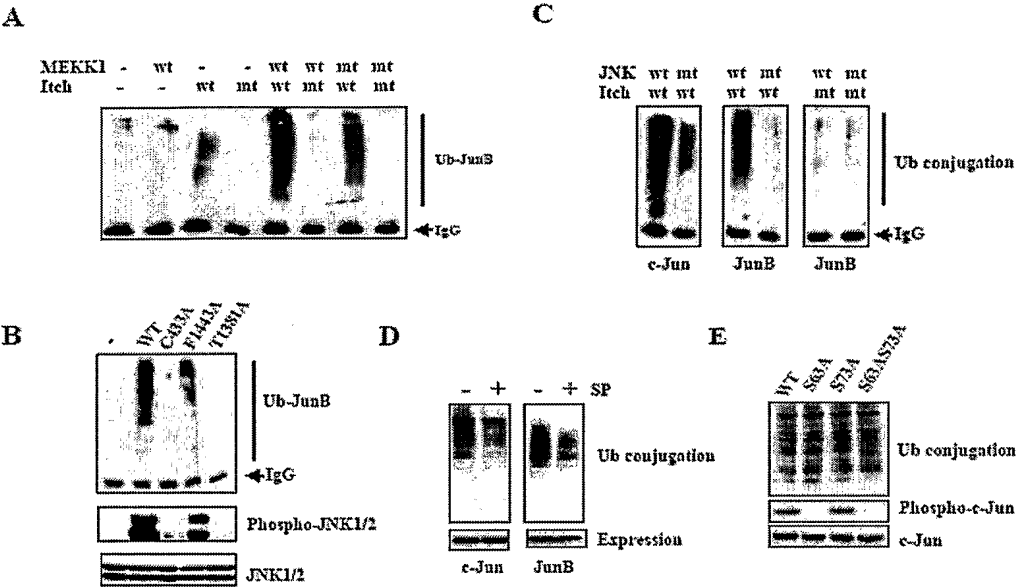 A
MEKK1 - wt - - wt wt mt mt
Itch - - wt mt wt mt wt mt
Ub-JunB
IgG
C
JNK wt mt wt mt wt mt
Itch wt wt wt wt mt mt
Ub conjugation
IgG
c-Jun JunB JunB
B
- WT C433A F1443A T1381A
Ub-JunB
IgG
Phospho-JNK1/2
JNK1/2
D
- + - + SP
Ub conjugation
Expression
c-Jun JunB
E
WT S63A S73A S63AS73A
Ub conjugation
Phospho-c-Jun
c-Jun